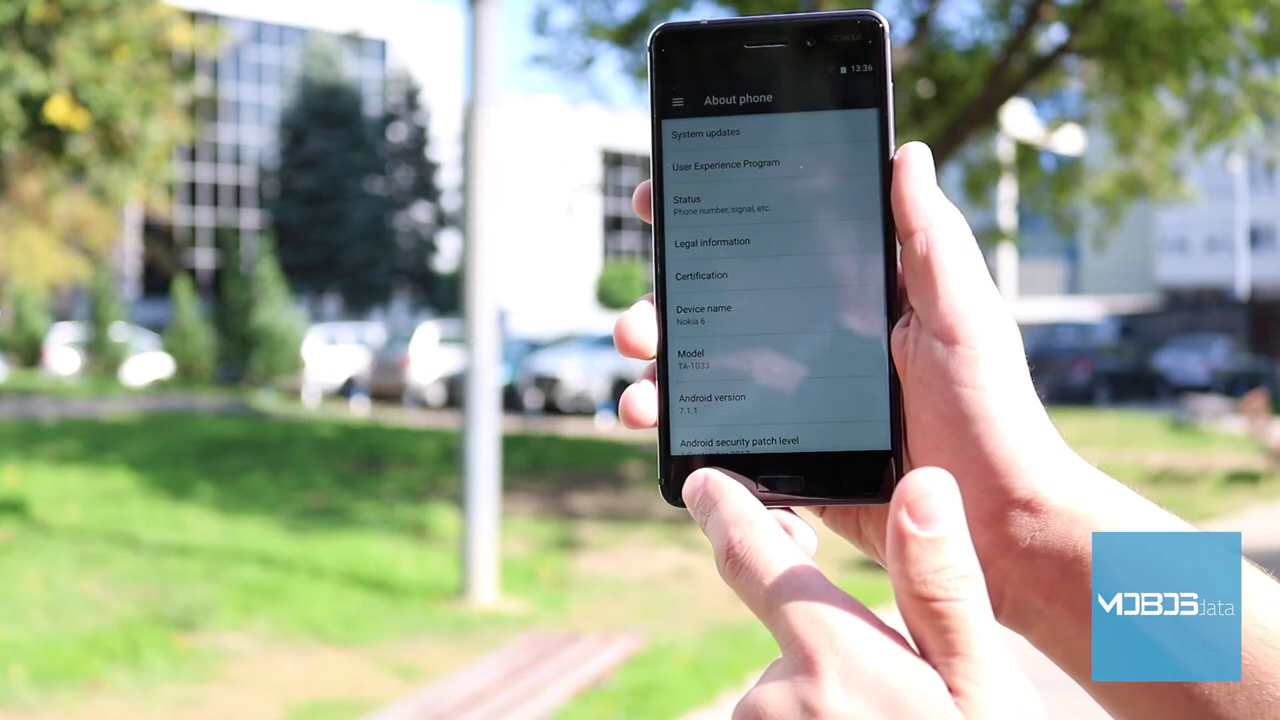 NOKIA
13:36
About phone
System updates
User Experience Program
Status
Phone number, signal, etc.
Legal information
Certification
Device name
Nokia 6
Model
TA-1033
Android version
7.1.1
Android security patch level
MOBOSdata